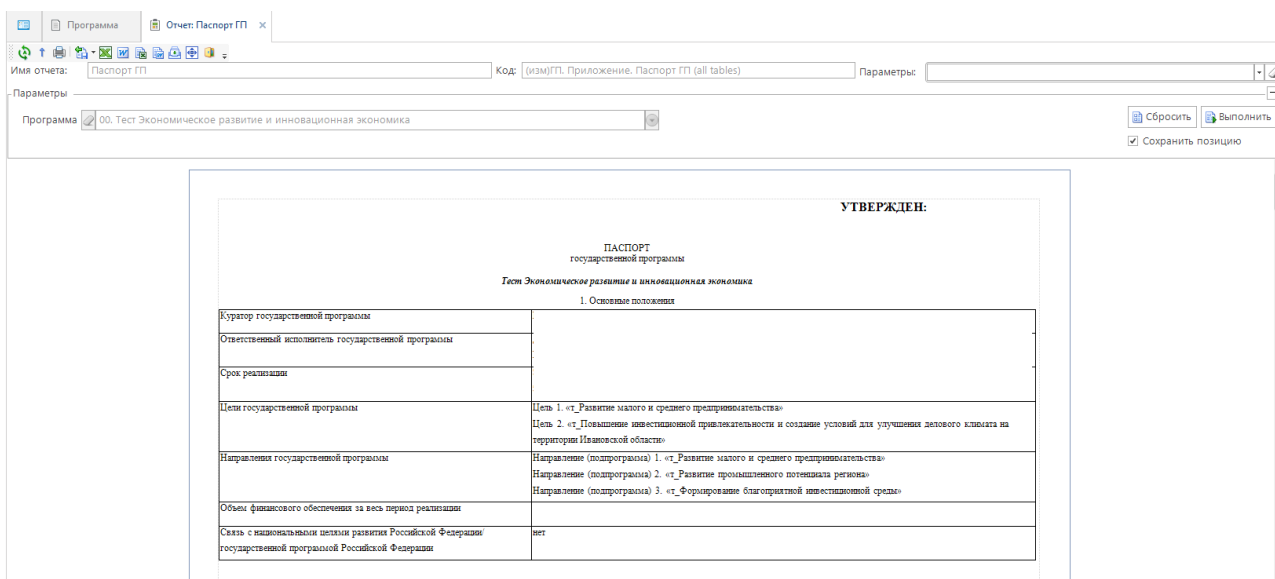 Программа
Отчет: Паспорт ГП
Имя отчета: Паспорт ГП Код: (изм)ГП. Приложение. Паспорт ГП (all tables) Параметры:
Параметры
Программа 00. Тест Экономическое развитие и инновационная экономика
Сбросить Выполнить
Сохранить позицию
УТВЕРЖДЕН:
ПАСПОРТ
государственной программы
Тест Экономическое развитие и инновационная экономика
1. Основные положения
Куратор государственной программы
Ответственный исполнитель государственной программы
Срок реализации
Цели государственной программы
Цель 1. «т_Развитие малого и среднего предпринимательства»
Цель 2. «т_Повышение инвестиционной привлекательности и создание условий для улучшения делового климата на
территории Ивановской области»
Направления государственной программы
Направление (подпрограмма) 1. «т_Развитие малого и среднего предпринимательства»
Направление (подпрограмма) 2. «т_Развитие промышленного потенциала региона»
Направление (подпрограмма) 3. «т_Формирование благоприятной инвестиционной среды»
Объем финансового обеспечения за весь период реализации
Связь с национальными целями развития Российской Федерации/
государственной программой Российской Федерации
нет